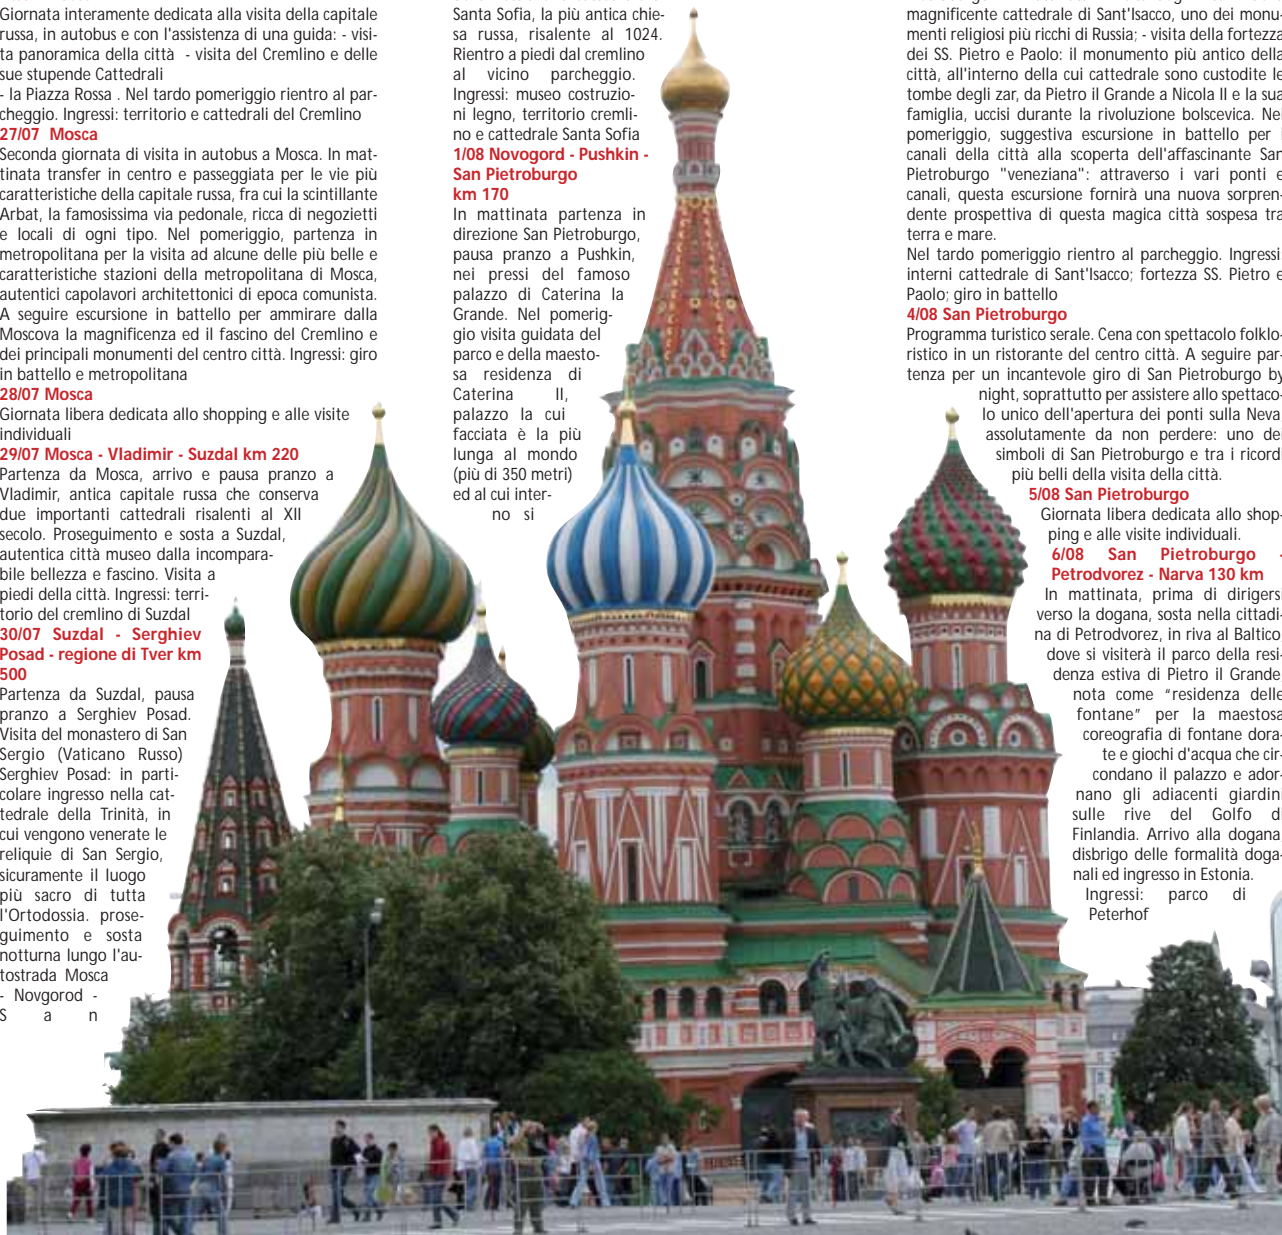 Giornata interamente dedicata alla visita della capitale
russa, in autobus e con l'assistenza di una guida: - visi-
ta panoramica della città - visita del Cremlino e delle
sue stupende Cattedrali
- la Piazza Rossa . Nel tardo pomeriggio rientro al par-
cheggio. Ingressi: territorio e cattedrali del Cremlino
27/07 Mosca
Seconda giornata di visita in autobus a Mosca. In mat-
tinata transfer in centro e passeggiata per le vie più
caratteristiche della capitale russa, fra cui la scintillante
Arbat, la famosissima via pedonale, ricca di negozietti
e locali di ogni tipo. Nel pomeriggio, partenza in
metropolitana per la visita ad alcune delle più belle e
caratteristiche stazioni della metropolitana di Mosca,
autentici capolavori architettonici di epoca comunista.
A seguire escursione in battello per ammirare dalla
Moscova la magnificenza ed il fascino del Cremlino e
dei principali monumenti del centro città. Ingressi: giro
in battello e metropolitana
28/07 Mosca
Giornata libera dedicata allo shopping e alle visite
individuali
29/07 Mosca - Vladimir - Suzdal km 220
Partenza da Mosca, arrivo e pausa pranzo a
Vladimir, antica capitale russa che conserva
due importanti cattedrali risalenti al XII
secolo. Proseguimento e sosta a Suzdal,
autentica città museo dalla incompara-
bile bellezza e fascino. Visita a
piedi della città. Ingressi: terri-
torio del cremlino di Suzdal
30/07 Suzdal - Serghiev
Posad - regione di Tver km
500
Partenza da Suzdal, pausa
pranzo a Serghiev Posad.
Visita del monastero di San
Sergio (Vaticano Russo)
Serghiev Posad: in parti-
colare ingresso nella cat-
tedrale della Trinità, in
cui vengono venerate le
reliquie di San Sergio,
sicuramente il luogo
più sacro di tutta
l'Ortodossia. prose-
guimento e sosta
notturna lungo l'au-
tostrada Mosca
- Novgorod -
S a n
Santa Sofia, la più antica chie-
sa russa, risalente al 1024.
Rientro a piedi dal cremlino
al vicino parcheggio.
Ingressi: museo costruzio-
ni legno, territorio cremli-
no e cattedrale Santa Sofia
1/08 Novogord - Pushkin -
San Pietroburgo
km 170
In mattinata partenza in
direzione San Pietroburgo,
pausa pranzo a Pushkin,
nei pressi del famoso
palazzo di Caterina la
Grande. Nel pomerig-
gio visita guidata del
parco e della maesto-
sa residenza di
Caterina II,
palazzo la cui
facciata è la più
lunga al mondo
(più di 350 metri)
ed al cui inter-
no si
magnificente cattedrale di Sant'Isacco, uno dei monu-
menti religiosi più ricchi di Russia; - visita della fortezza
dei SS. Pietro e Paolo: il monumento più antico della
città, all'interno della cui cattedrale sono custodite le
tombe degli zar, da Pietro il Grande a Nicola II e la sua
famiglia, uccisi durante la rivoluzione bolscevica. Nel
pomeriggio, suggestiva escursione in battello per i
canali della città alla scoperta dell'affascinante San
Pietroburgo "veneziana": attraverso i vari ponti e
canali, questa escursione fornirà una nuova sorpren-
dente prospettiva di questa magica città sospesa tra
terra e mare.
Nel tardo pomeriggio rientro al parcheggio. Ingressi
interni cattedrale di Sant'Isacco; fortezza SS. Pietro e
Paolo; giro in battello
4/08 San Pietroburgo
Programma turistico serale. Cena con spettacolo folklo-
ristico in un ristorante del centro città. A seguire par-
tenza per un incantevole giro di San Pietroburgo by
night, soprattutto per assistere allo spettaco-
lo unico dell'apertura dei ponti sulla Neva
assolutamente da non perdere: uno dei
simboli di San Pietroburgo e tra i ricordi
più belli della visita della città.
5/08 San Pietroburgo
Giornata libera dedicata allo shop-
ping e alle visite individuali.
6/08 San Pietroburgo -
Petrodvorez - Narva 130 km
In mattinata, prima di dirigersi
verso la dogana, sosta nella cittadi-
na di Petrodvorez, in riva al Baltico
dove si visiterà il parco della resi-
denza estiva di Pietro il Grande
nota come "residenza delle
fontane" per la maestosa
coreografia di fontane dora-
te e giochi d'acqua che cir-
condano il palazzo e ador-
nano gli adiacenti giardini
sulle rive del Golfo di
Finlandia. Arrivo alla dogana
disbrigo delle formalità doga-
nali ed ingresso in Estonia.
Ingressi: parco di
Peterhof